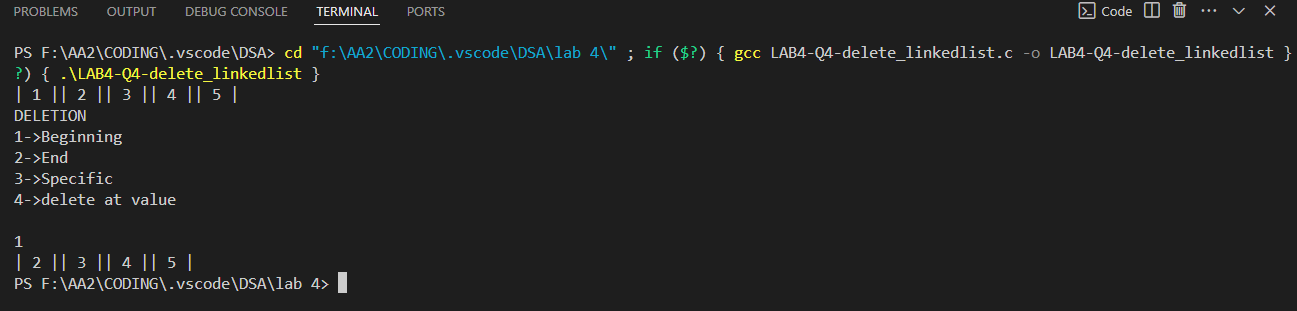 PROBLEMS OUTPUT DEBUG CONSOLE TERMINAL PORTS Code
PS F:\AA2\CODING\.vscode\DSA> cd "f:\AA2\CODING\.vscode\DSA\lab 4\" ; if ($?) { gcc LAB4-Q4-delete_linkedlist.c -o LAB4-Q4-delete_linkedlist }
?) { .\LAB4-Q4-delete_linkedlist }
| 1 || 2 || 3 || 4 || 5 |
DELETION
1->Beginning
2->End
3->Specific
4->delete at value
1
| 2 || 3 || 4 || 5 |
PS F:\AA2\CODING\.vscode\DSA\lab 4>